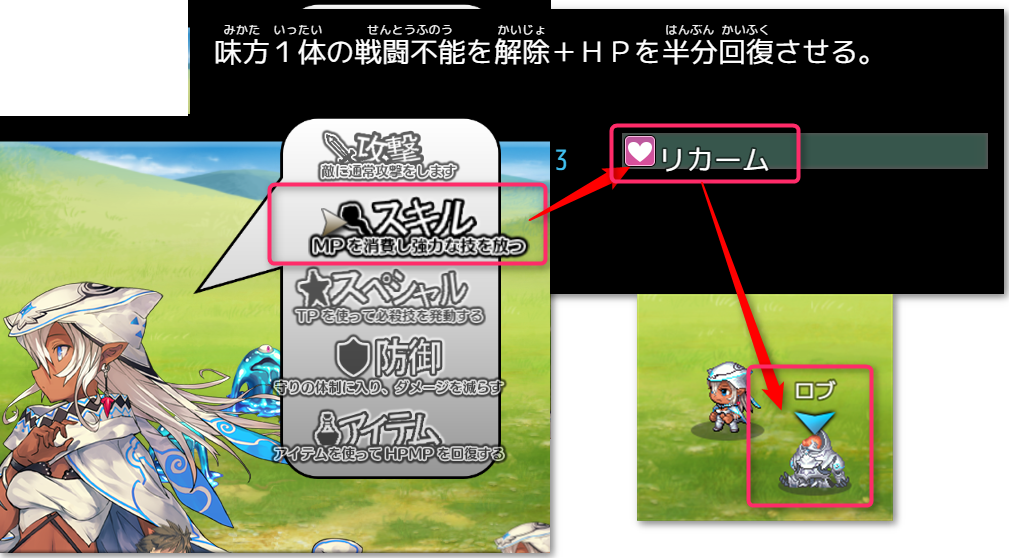 みかた いったい せんとうふのう かいじょ はんぶん かいふく
味方１体の戦闘不能を解除＋ＨＰを半分回復させる。
攻撃
敵に通常攻撃をします
スキル
MPを消費し強力な技を放つ
スペシャル
TPを使って必殺技を発動する
防御
守りの体制に入り、ダメージを減らす
アイテム
アイテムを使ってHPMPを回復する
3
リカーム
ロブ